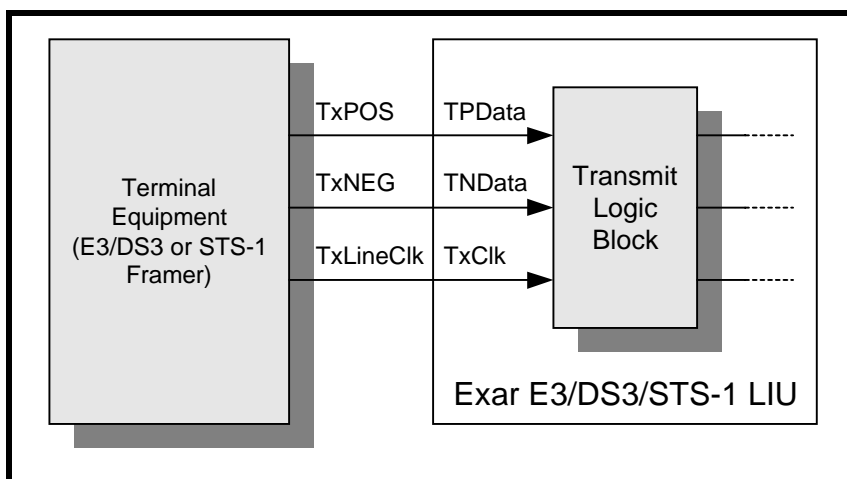 Terminal
Equipment
(E3/DS3 or STS-1
Framer)
TxPOS
TPData
TxNEG
TNData
TxLineClk
TxClk
Transmit
Logic
Block
Exar E3/DS3/STS-1 LIU